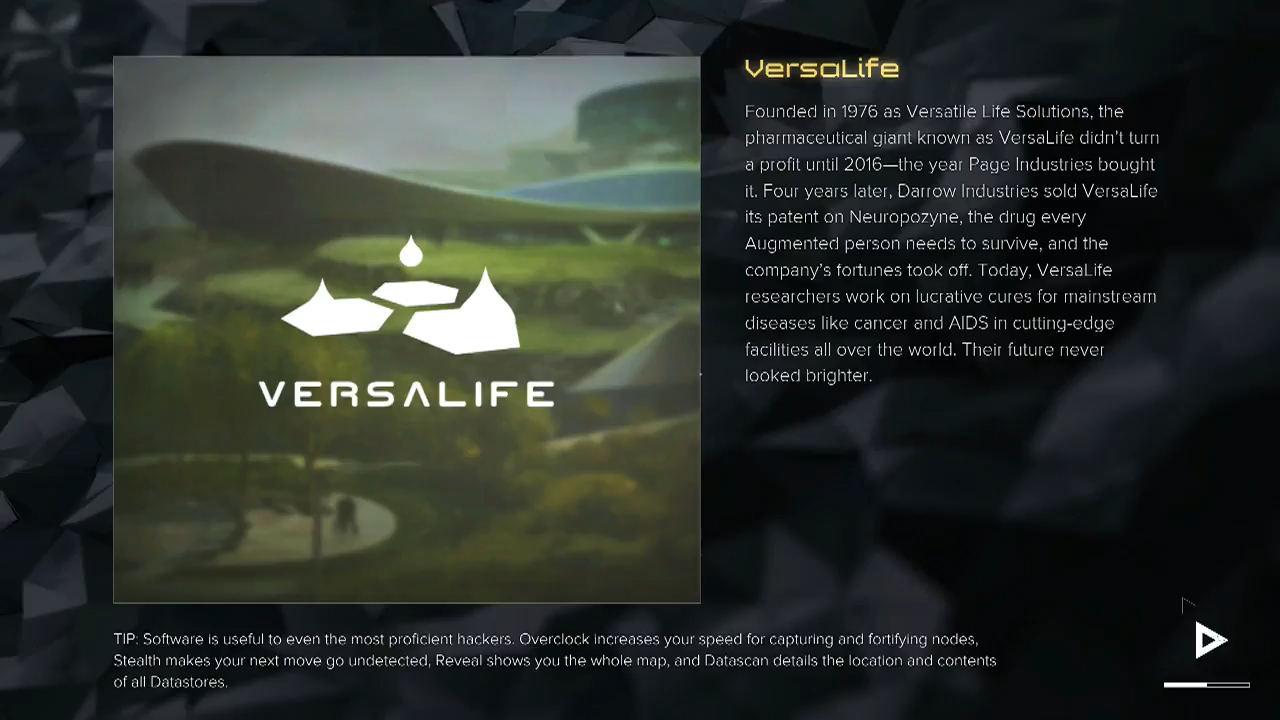 VersaLife
Founded in 1976 as Versatile Life Solutions, the
pharmaceutical giant known as VersaLife didn't turn
a profit until 2016—the year Page Industries bought
it. Four years later, Darrow Industries sold VersaLife
its patent on Neuropozyne, the drug every
Augmented person needs to survive, and the
company's fortunes took off. Today, VersaLife
researchers work on lucrative cures for mainstream
diseases like cancer and AIDS in cutting-edge
facilities all over the world. Their future never
looked brighter.
VERSALIFE
TIP: Software is useful to even the most proficient hackers. Overclock increases your speed for capturing and fortifying nodes,
Stealth makes your next move go undetected, Reveal shows you the whole map, and Datascan details the location and contents
of all Datastores.